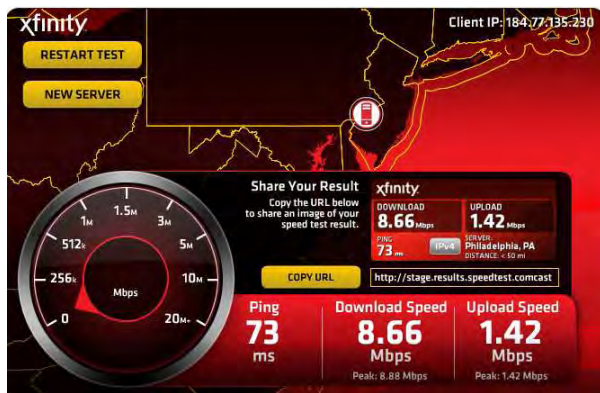 xfinity
Client IP: 184.77.135.230
RESTART TEST
NEW SERVER
Share Your Result
Copy the URL below
to share an image of your
speed test result.
COPY URL
xfinity
DOWNLOAD
8.66 Mbps
UPLOAD
1.42 Mbps
PING
73 ms
IPv4
SERVER:
Philadelphia, PA
DISTANCE: < 50 mi
http://stage.results.speedtest.comcast
0
256k
512k
1M
1.5M
3M
5M
10M
20M+
Mbps
Ping
73
ms
Download Speed
8.66
Mbps
Peak: 8.88 Mbps
Upload Speed
1.42
Mbps
Peak: 1.42 Mbps